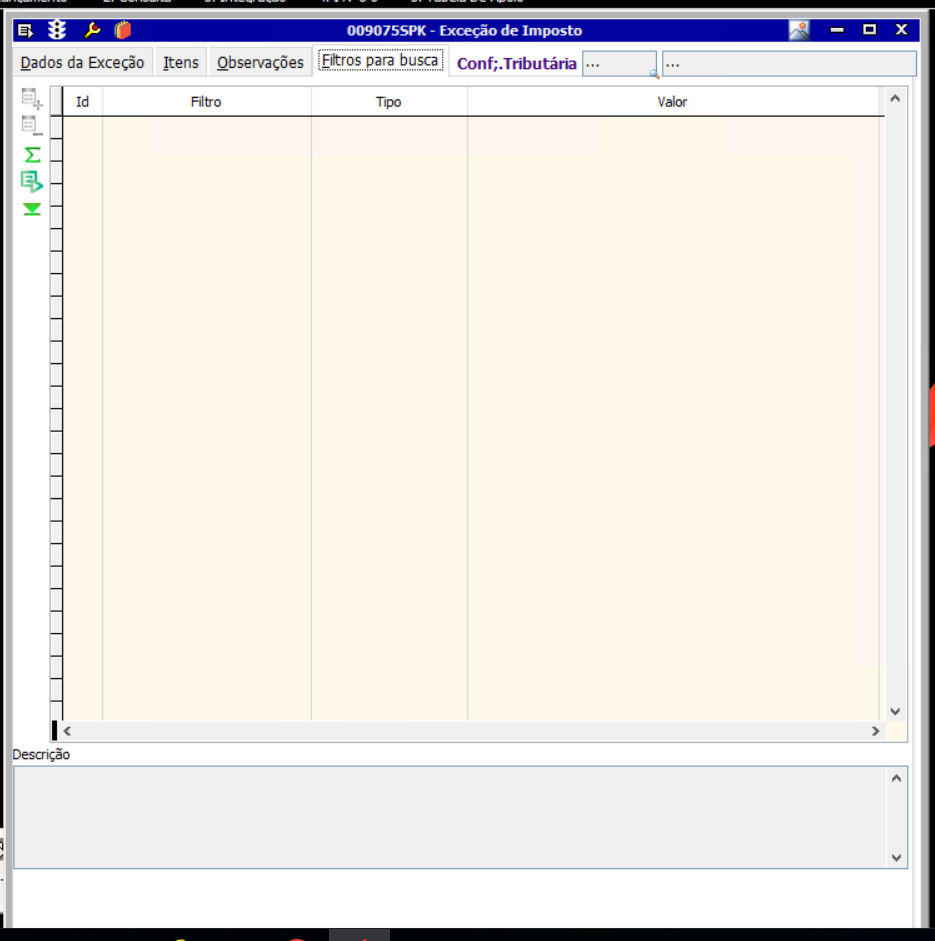 009075SPK - Exceção de Imposto
Dados da Exceção Itens Observações Filtros para busca Conf;.Tributária ... ...
Id Filtro Tipo Valor
Descrição